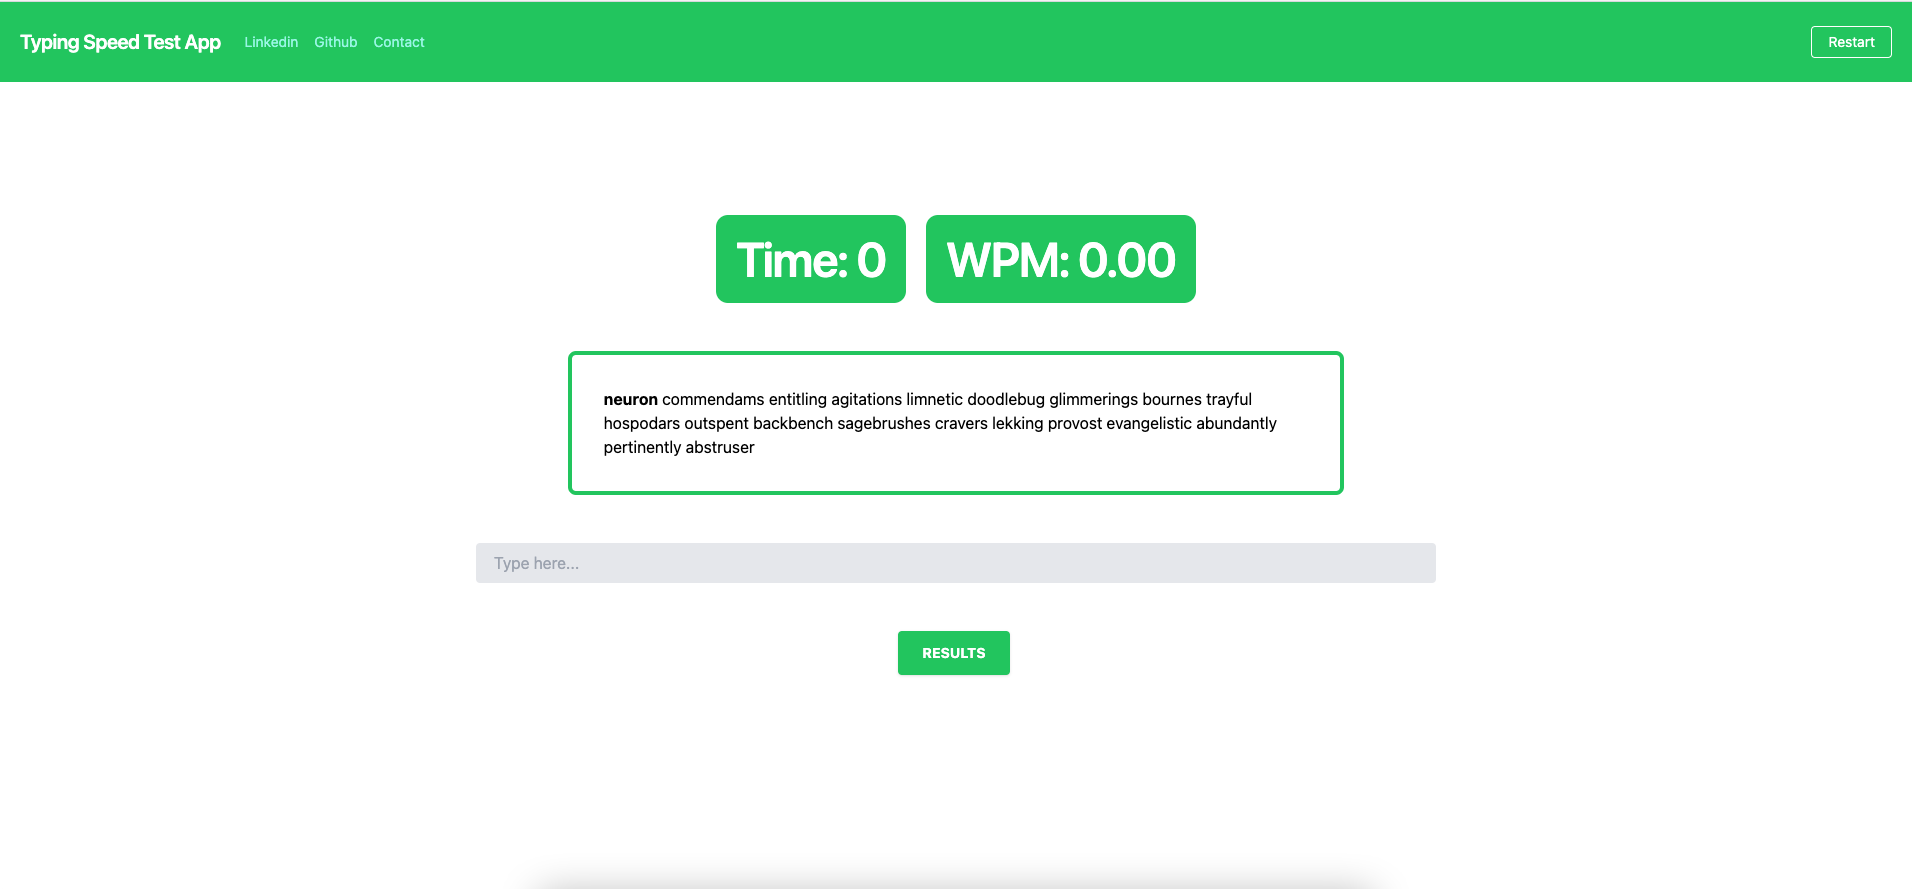 Typing Speed Test App Linkedin Github Contact Restart
Time: 0 WPM: 0.00
neuron commendams entitling agitations limnetic doodlebug glimmerings bournes trayful
hospodars outspent backbench sagebrushes cravers lekking provost evangelistic abundantly
pertinently abstruser
Type here...
RESULTS